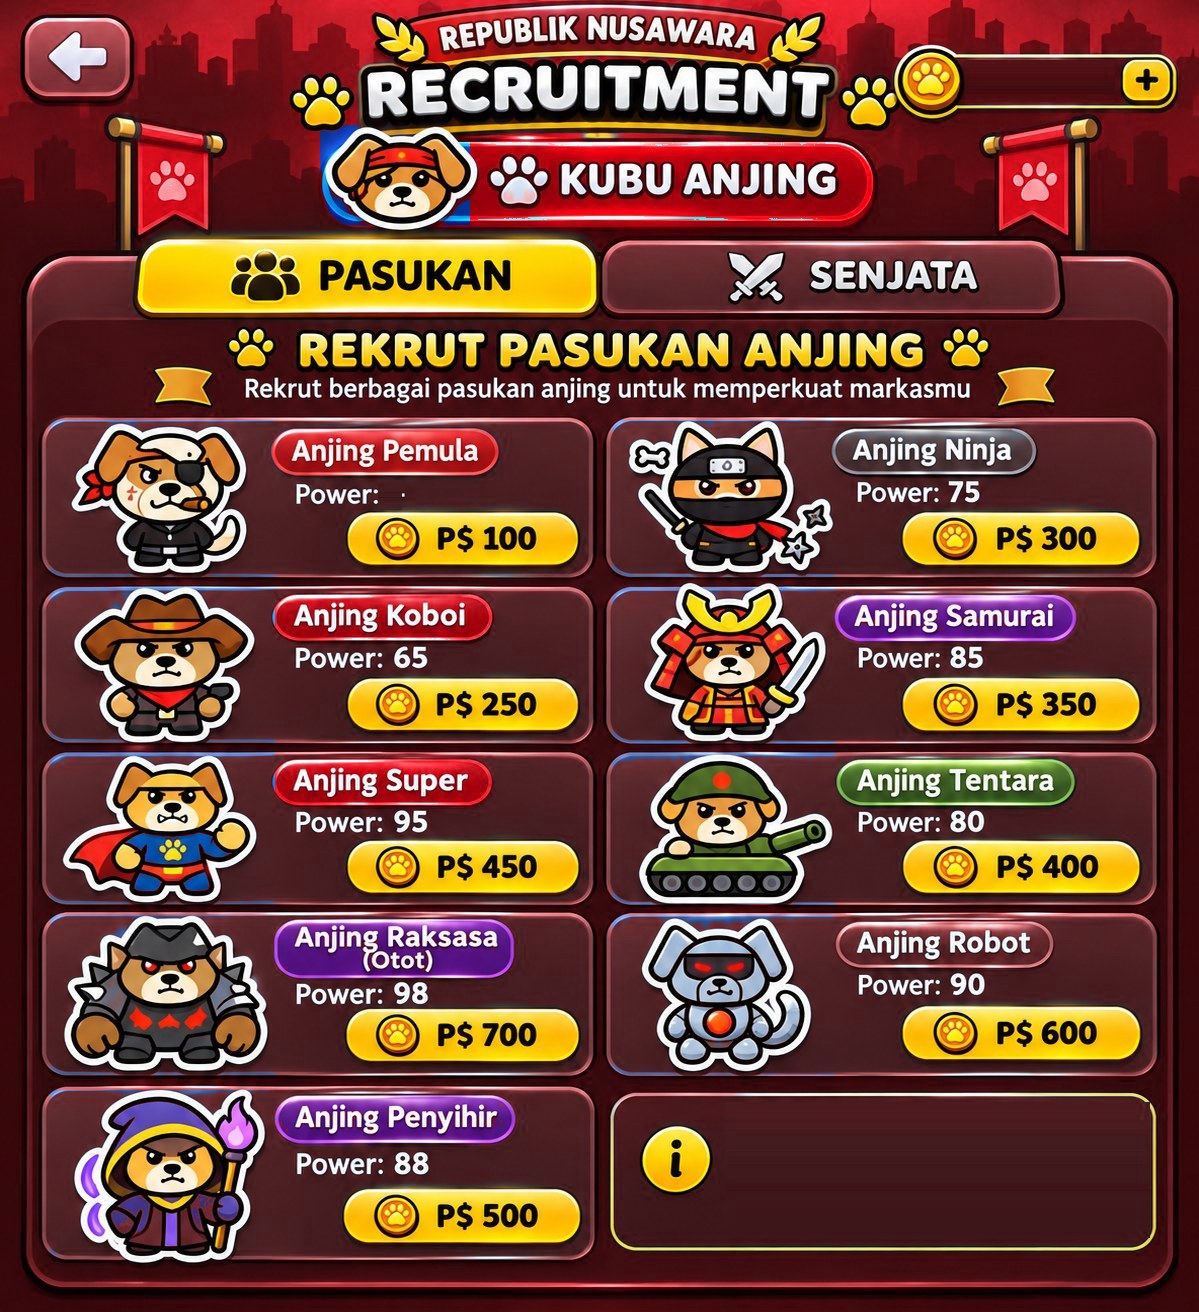 REPUBLIK NUSAWARA
RECRUITMENT
+
KUBU ANJING
PASUKAN
SENJATA
REKRUT PASUKAN ANJING
Rekrut berbagai pasukan anjing untuk memperkuat markasmu
Anjing Pemula
Power:
P$ 100
Anjing Ninja
Power: 75
P$ 300
Anjing Koboi
Power: 65
P$ 250
Anjing Samurai
Power: 85
P$ 350
Anjing Super
Power: 95
P$ 450
Anjing Tentara
Power: 80
P$ 400
Anjing Raksasa
(Otot)
Power: 98
P$ 700
Anjing Robot
Power: 90
P$ 600
Anjing Penyihir
Power: 88
P$ 500
i